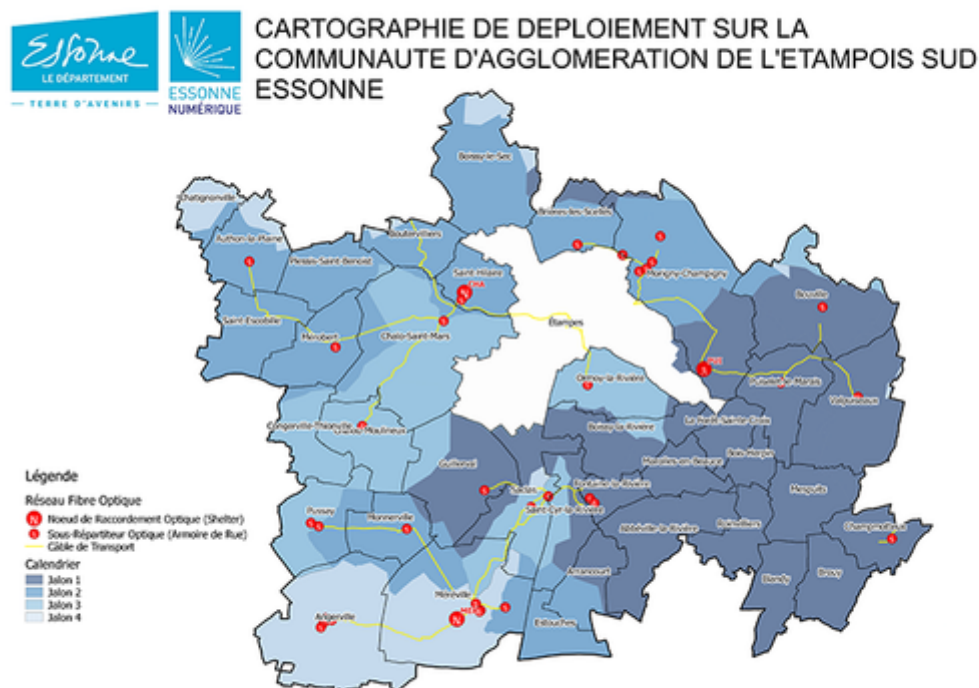 Essonne
LE DÉPARTEMENT
TERRE D'AVENIRS
ESSONNE
NUMÉRIQUE
CARTOGRAPHIE DE DEPLOIEMENT SUR LA
COMMUNAUTE D'AGGLOMERATION DE L'ETAMPOIS SUD
ESSONNE
Boissy-le-Sec
Chatignonville
Authon-la-Plaine
Boutervilliers
Brières-les-Scellés
Plessis-Saint-Benoist
Saint-Hilaire
Morigny-Champigny
CHA
Bouville
Saint-Escobille
Mérobert
Chalo-Saint-Mars
Étampes
Ormoy-la-Rivière
Puiselet-le-Marais
Valpuiseaux
Congerville-Thionville
Chalou-Moulineux
Boissy-la-Rivière
La Forêt-Sainte-Croix
Guillerval
Marolles-en-Beauce
Bois-Herpin
Mespuits
Saclas
Fontaine-la-Rivière
Saint-Cyr-la-Rivière
Pussay
Monnerville
Abbéville-la-Rivière
Roinvilliers
Champmotteux
Arrancourt
Blandy
Brouy
Méréville
Angerville
Estouches
Légende
Réseau Fibre Optique
N Noeud de Raccordement Optique (Shelter)
S Sous-Répartiteur Optique (Armoire de Rue)
Câble de Transport
Calendrier
Jalon 1
Jalon 2
Jalon 3
Jalon 4